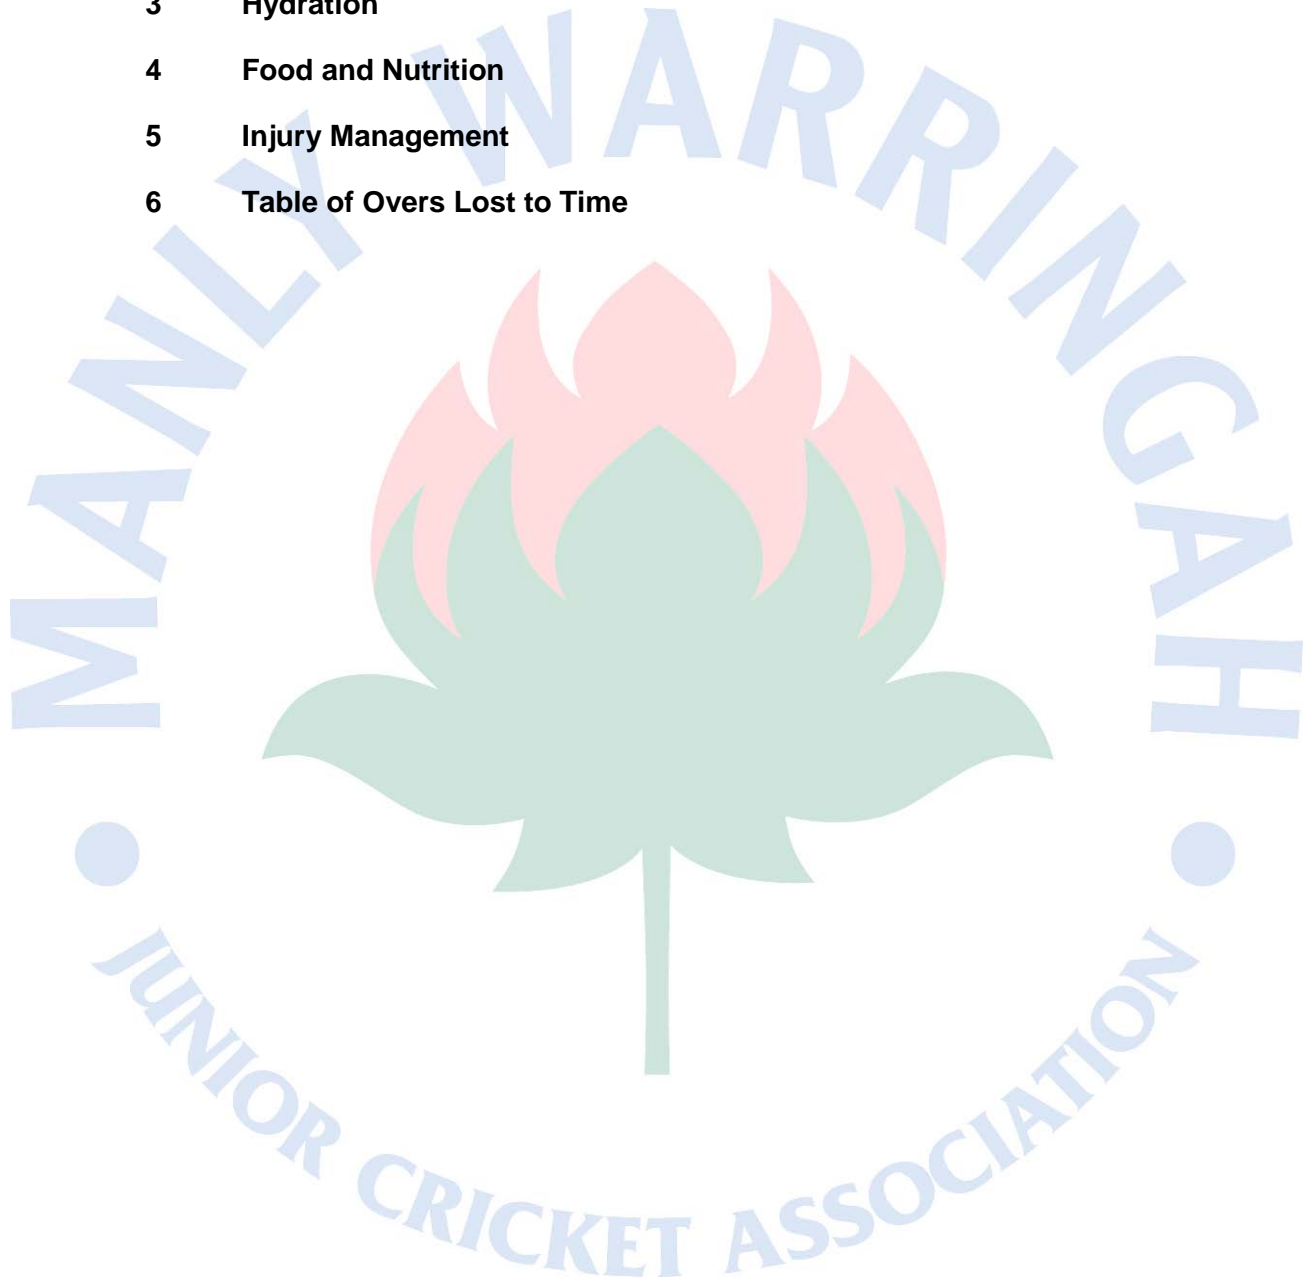 3 Hydration
4 Food and Nutrition
5 Injury Management
6 Table of Overs Lost to Time
MANLY WARRINGAH
JUNIOR CRICKET ASSOCIATION